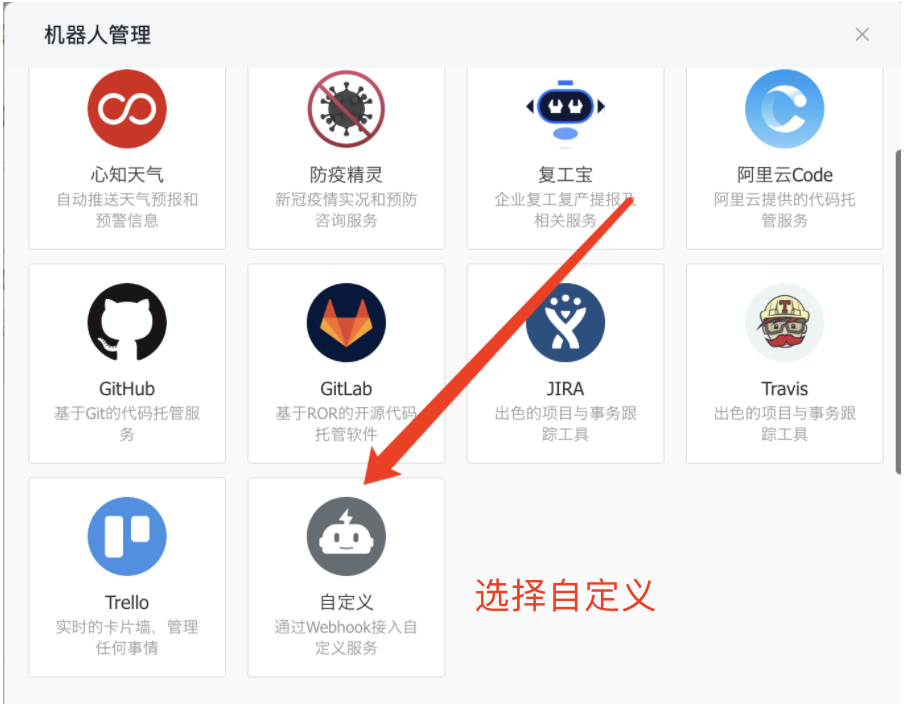 机器人管理
心知天气
自动推送天气预报和
预警信息
防疫精灵
新冠疫情实况和预防
咨询服务
复工宝
企业复工复产提报及
相关服务
阿里云Code
阿里云提供的代码托
管服务
GitHub
基于Git的代码托管服
务
GitLab
基于ROR的开源代码
托管软件
JIRA
出色的项目与事务跟
踪工具
Travis
出色的项目与事务跟
踪工具
Trello
实时的卡片墙，管理
任何事情
自定义
通过Webhook接入自
定义服务
选择自定义